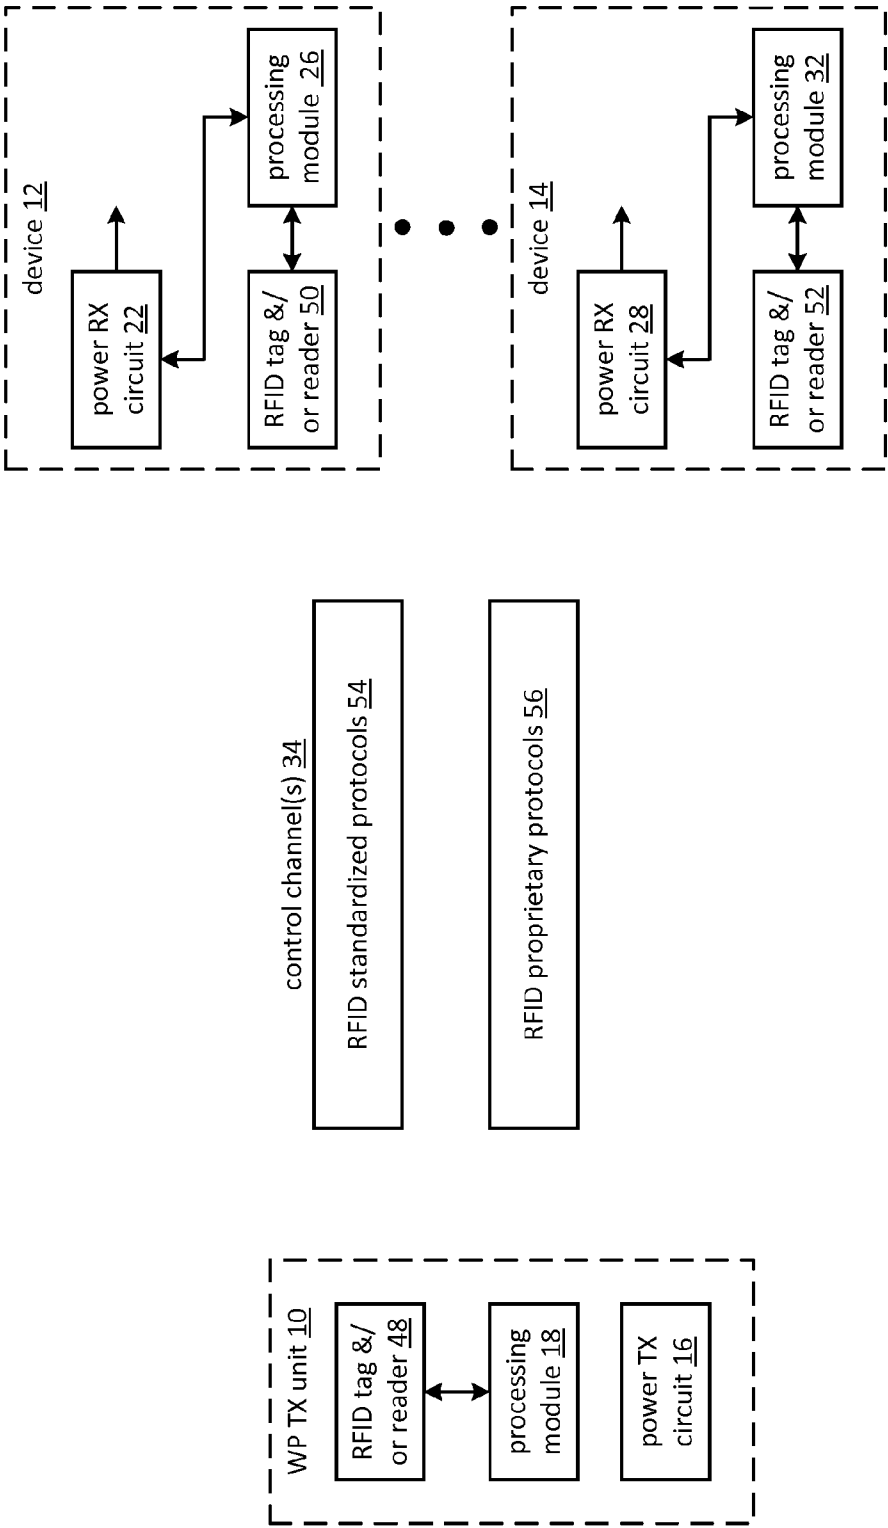 WP TX unit 10
RFID tag &/
or reader 48
processing
module 18
power TX
circuit 16
control channel(s) 34
RFID standardized protocols 54
RFID proprietary protocols 56
device 12
power RX
circuit 22
processing
module 26
RFID tag &/
or reader 50
device 14
power RX
circuit 28
processing
module 32
RFID tag &/
or reader 52